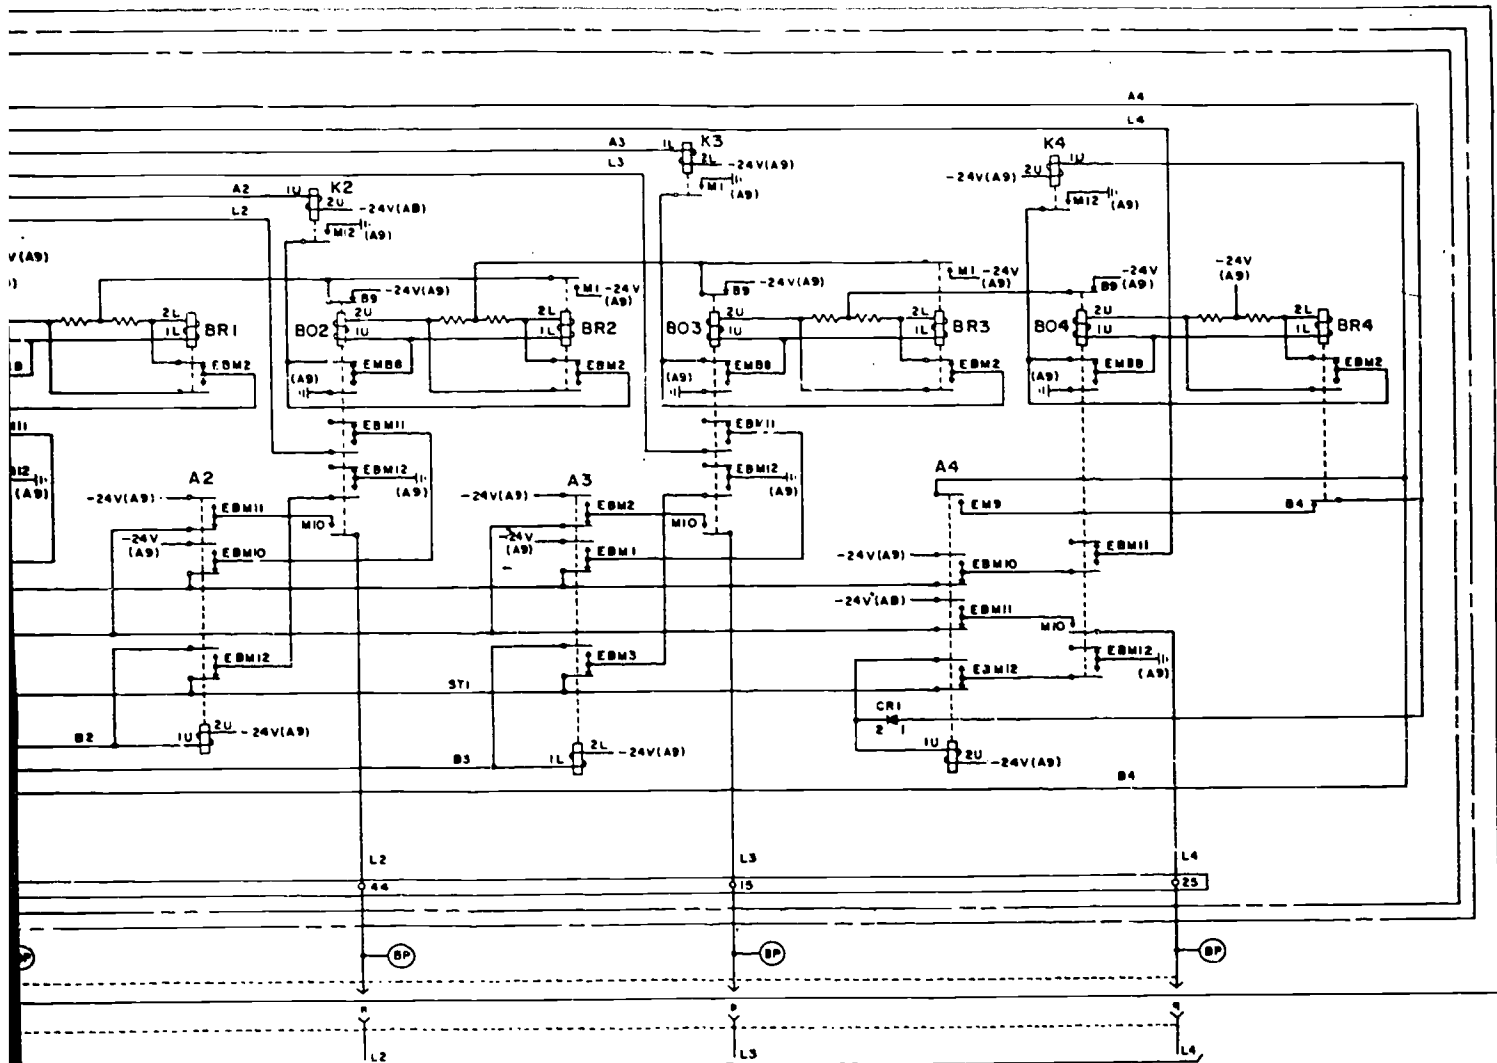 A4
L4
A3 1L K3
L3 2L -24V(A9)
M1 (A9)
K4 1U
2U -24V(A9)
M12 (A9)
A2 1U K2
L2 2U -24V(A8)
M12 (A9)
V(A9)
B9 -24V(A9)
M1 -24V (A9)
B9 -24V(A9)
M1 -24V (A9)
B9 -24V (A9)
-24V (A9)
2L 1L BR1
BO2 2U 1U
2L 1L BR2
BO3 2U 1U
2L 1L BR3
BO4 2U 1U
2L 1L BR4
EBM2
(A9) EMB8
EBM2
(A9) EMB8
EBM2
(A9) EMB8
EBM2
EBM11
EBM11
EBM12 (A9)
EBM12 (A9)
(A9)
A2
-24V(A9)
EBM11 M10
-24V (A9)
EBM10
A3
-24V(A9)
EBM2 M10
-24V (A9)
EBM1
A4
EM9 B4
-24V(A9)
EBM10 EBM11
-24V(A8)
EBM11 M10
EBM12
EBM3
EBM12 EBM12 (A9)
ST1
CR1
2 1
B2 1U 2U -24V(A9)
B3 1L 2L -24V(A9)
1U 2U -24V(A9)
B4
L2 L3 L4
44 15 25
BP BP BP BP
L2 L3 L4